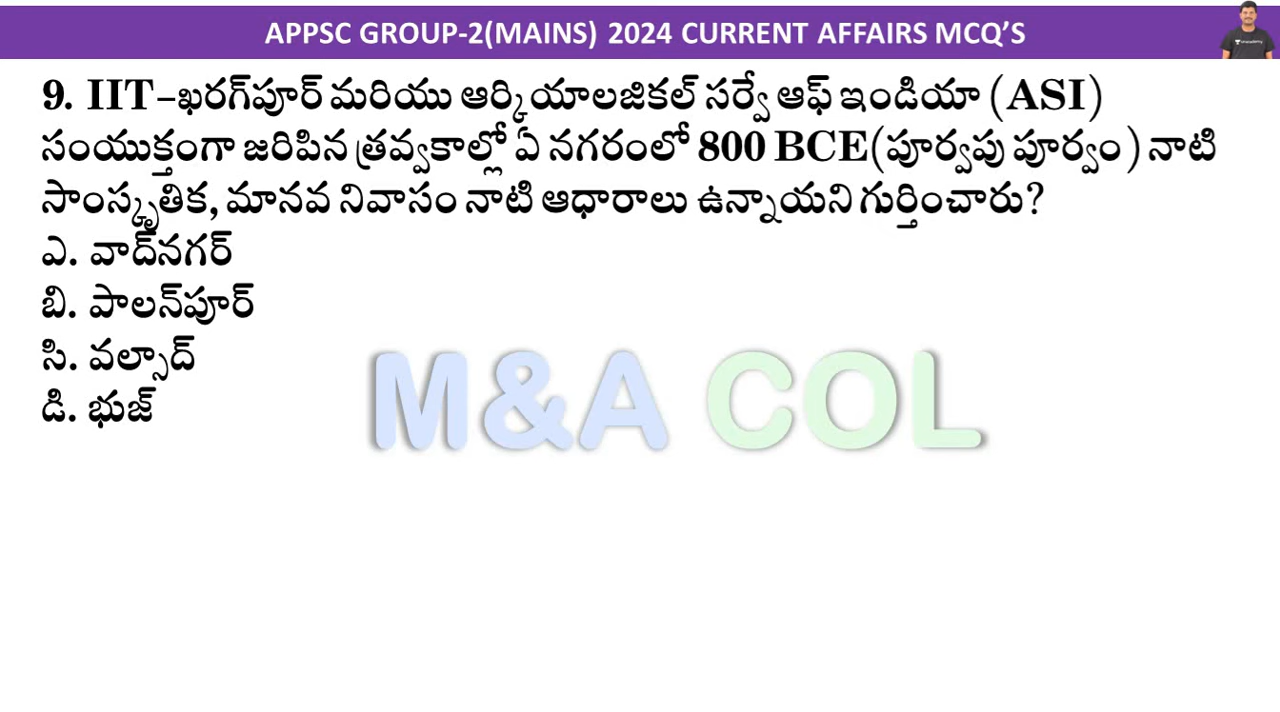 APPSC GROUP-2(MAINS) 2024 CURRENT AFFAIRS MCQ'S
9. IIT-ఖరగ్‌పూర్ మరియు ఆర్కియాలజికల్ సర్వే ఆఫ్ ఇండియా (ASI)
సంయుక్తంగా జరిపిన త్రవ్వకాల్లో ఏ నగరంలో 800 BCE(పూర్వపు పూర్వం) నాటి
సాంస్కృతిక, మానవ నివాసం నాటి ఆధారాలు ఉన్నాయని గుర్తించారు?
ఎ. వాద్‌నగర్
బి. పాలన్‌పూర్
సి. వల్సాద్
డి. భుజ్
M&A COL